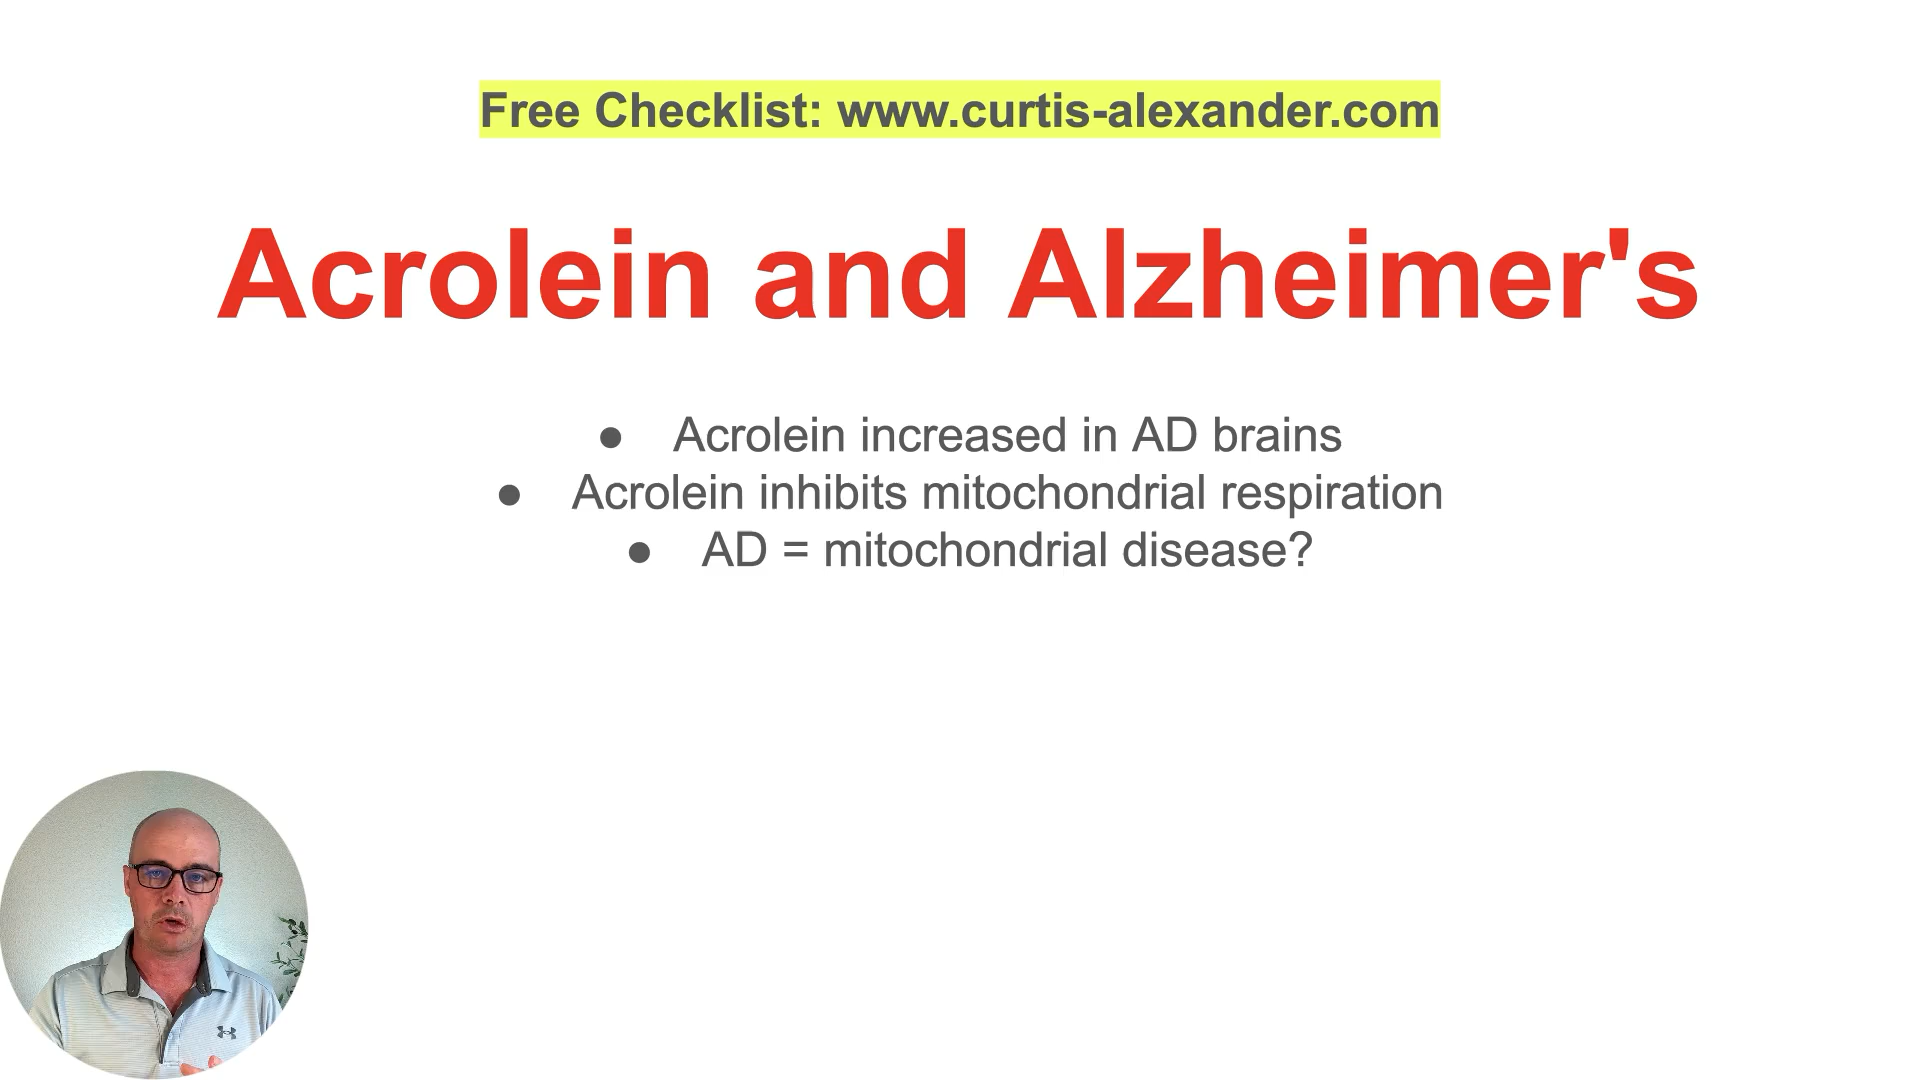 Free Checklist: www.curtis-alexander.com
Acrolein and Alzheimer's
● Acrolein increased in AD brains
● Acrolein inhibits mitochondrial respiration
● AD = mitochondrial disease?